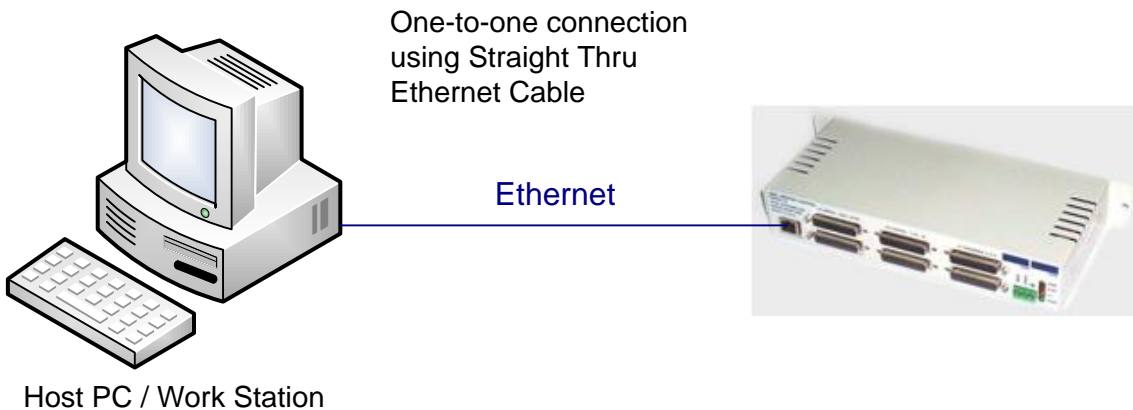 One-to-one connection
using Straight Thru
Ethernet Cable
Ethernet
Host PC / Work Station